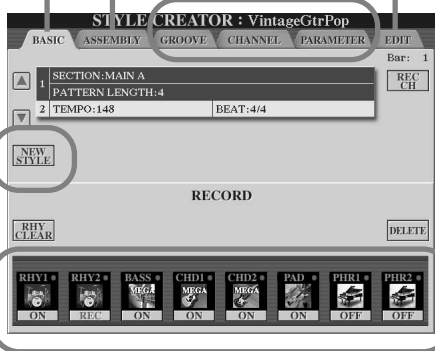 STYLE CREATOR : VintageGtrPop
BASIC ASSEMBLY GROOVE CHANNEL PARAMETER EDIT
Bar: 1
1 SECTION:MAIN A
PATTERN LENGTH:4
REC CH
2 TEMPO:148 BEAT:4/4
NEW STYLE
RECORD
RHY CLEAR
DELETE
RHY1 RHY2 BASS CHD1 CHD2 PAD PHR1 PHR2
MEGA MEGA MEGA
ON REC ON ON ON ON OFF OFF